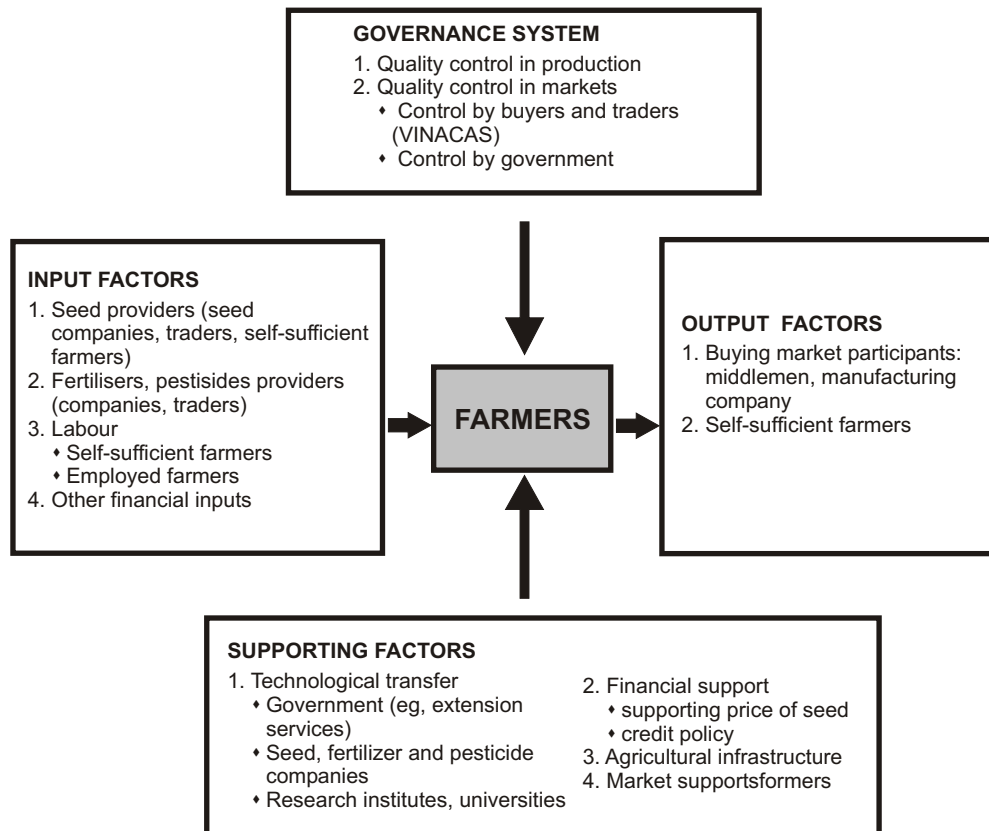 GOVERNANCE SYSTEM
1. Quality control in production
2. Quality control in markets
♦ Control by buyers and traders
(VINACAS)
♦ Control by government
INPUT FACTORS
1. Seed providers (seed
companies, traders, self-sufficient
farmers)
2. Fertilisers, pestisides providers
(companies, traders)
3. Labour
♦ Self-sufficient farmers
♦ Employed farmers
4. Other financial inputs
FARMERS
OUTPUT FACTORS
1. Buying market participants:
middlemen, manufacturing
company
2. Self-sufficient farmers
SUPPORTING FACTORS
1. Technological transfer
♦ Government (eg, extension
services)
♦ Seed, fertilizer and pesticide
companies
♦ Research institutes, universities
2. Financial support
♦ supporting price of seed
♦ credit policy
3. Agricultural infrastructure
4. Market supportsformers